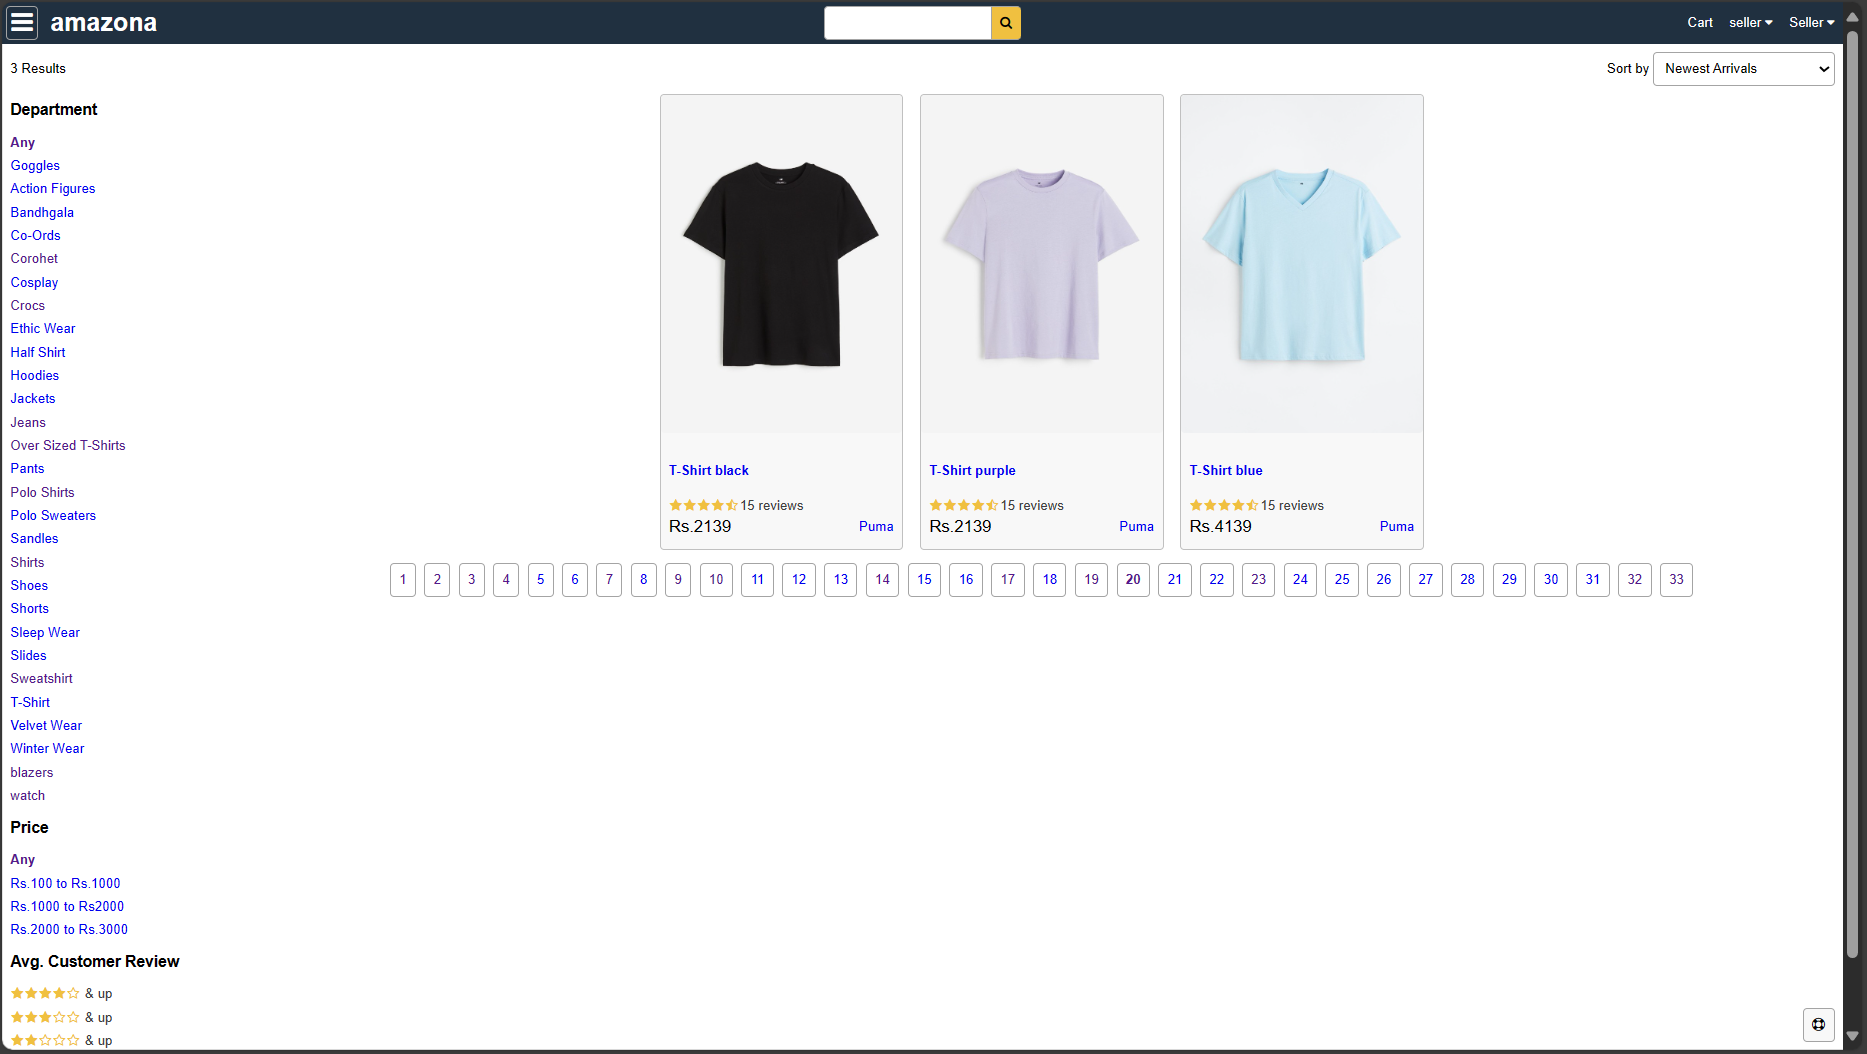 amazona
Cart seller Seller
3 Results
Sort by Newest Arrivals
Department
Any
Goggles
Action Figures
Bandhgala
Co-Ords
Corohet
Cosplay
Crocs
Ethic Wear
Half Shirt
Hoodies
Jackets
Jeans
Over Sized T-Shirts
Pants
Polo Shirts
Polo Sweaters
Sandles
Shirts
Shoes
Shorts
Sleep Wear
Slides
Sweatshirt
T-Shirt
Velvet Wear
Winter Wear
blazers
watch
Price
Any
Rs.100 to Rs.1000
Rs.1000 to Rs2000
Rs.2000 to Rs.3000
Avg. Customer Review
& up
& up
& up
T-Shirt black
15 reviews
Rs.2139 Puma
T-Shirt purple
15 reviews
Rs.2139 Puma
T-Shirt blue
15 reviews
Rs.4139 Puma
1 2 3 4 5 6 7 8 9 10 11 12 13 14 15 16 17 18 19 20 21 22 23 24 25 26 27 28 29 30 31 32 33